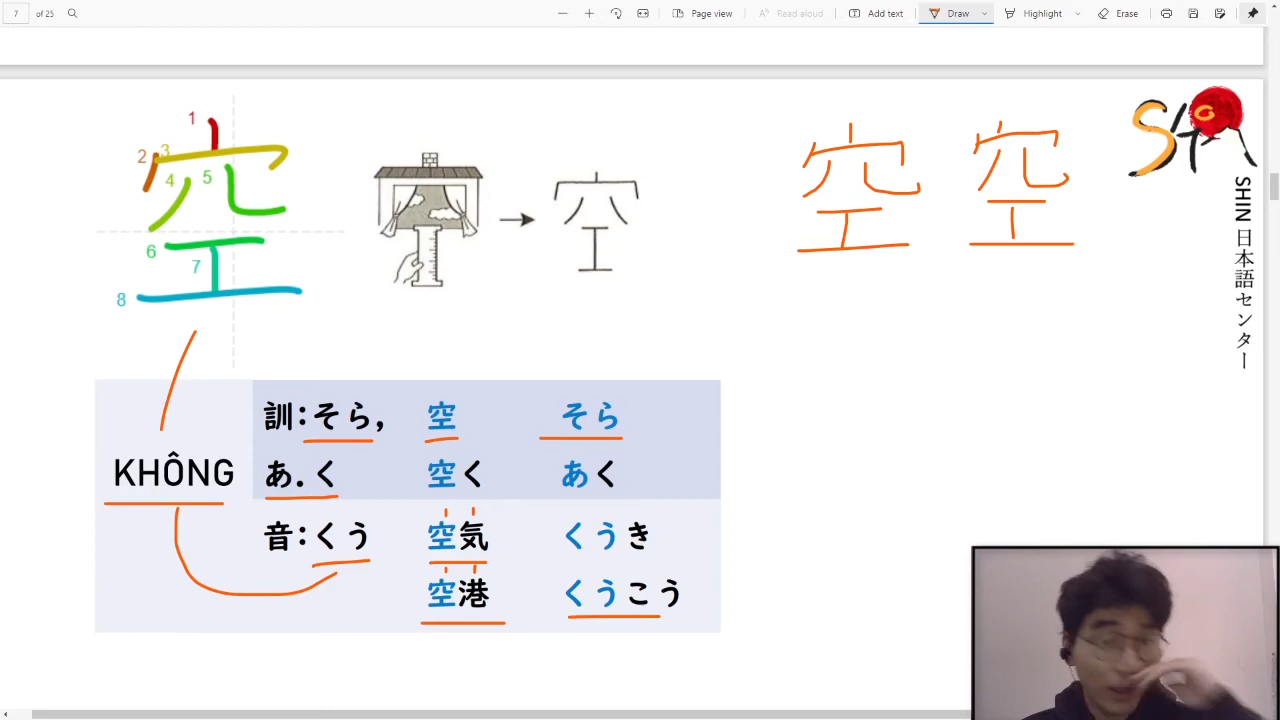 7 of 25 Page view Read aloud Add text Draw Highlight Erase
1
2 3
4 5
6
7
8
空
空 空
SHIN
SHIN 日本語センター
KHÔNG
訓:そら, 空 そら
あ.く 空く あく
音:くう 空気 くうき
空港 くうこう